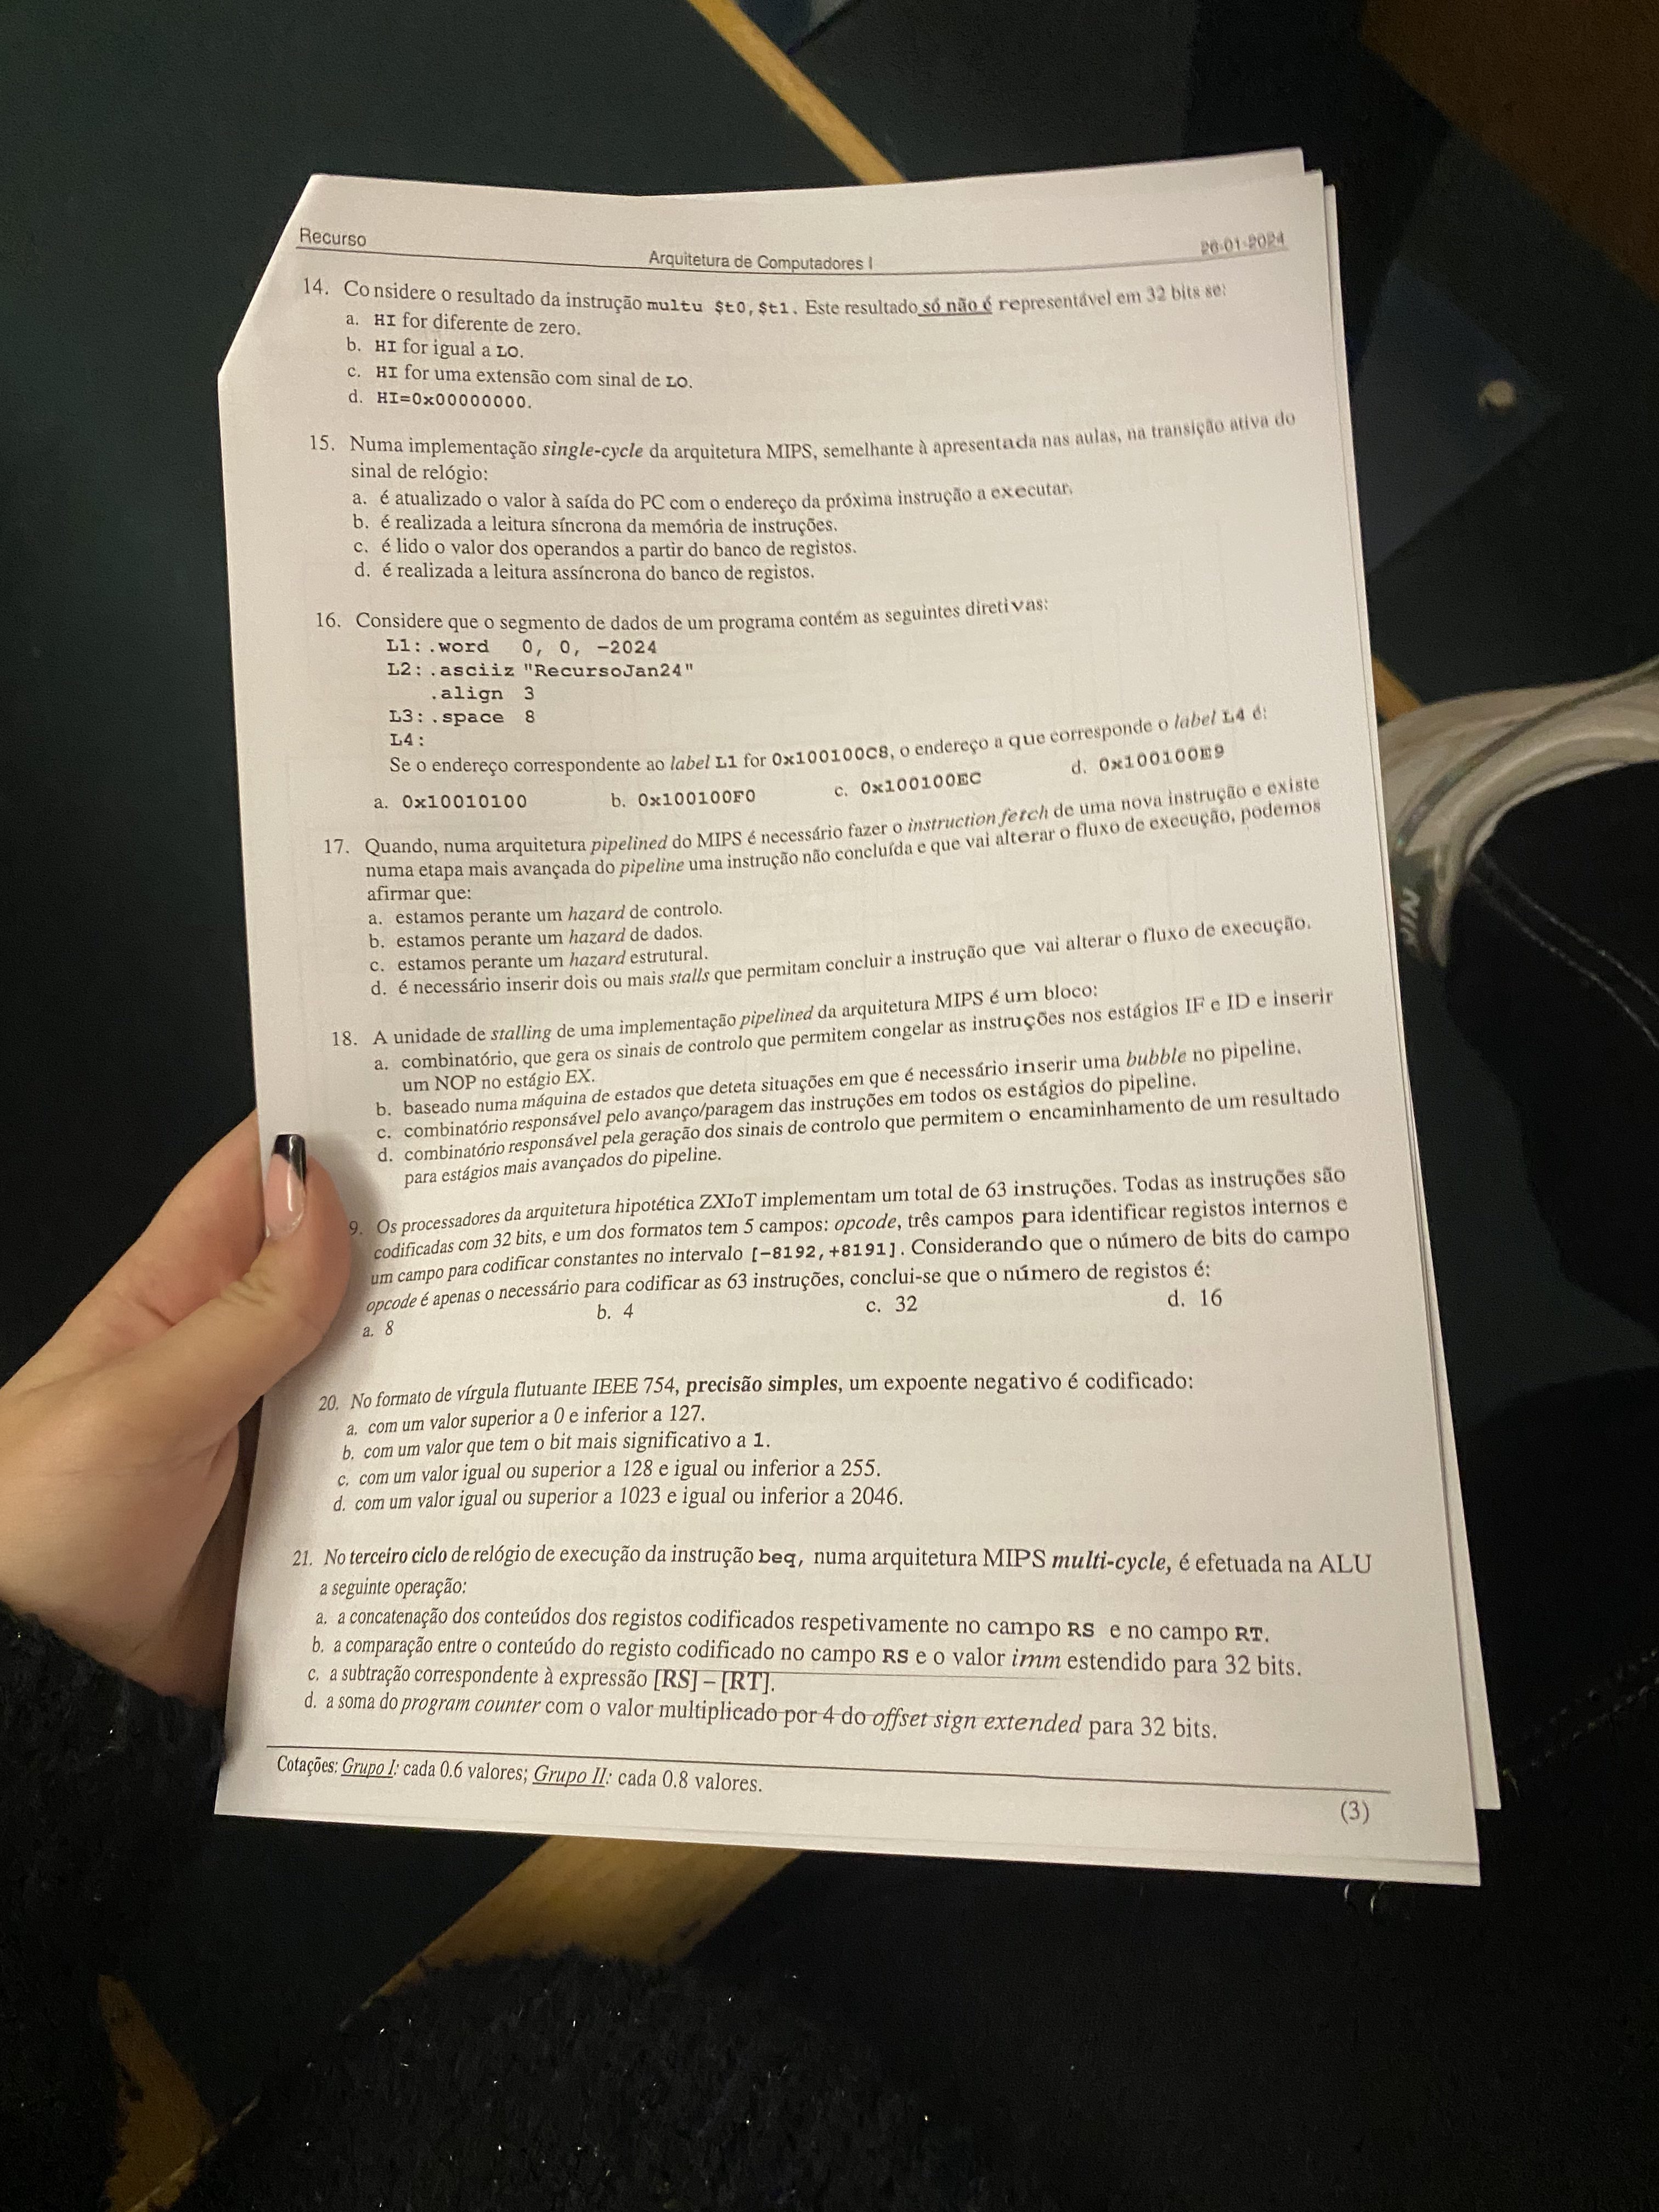 Recurso
Arquitetura de Computadores I
26-01-2024
14. Considere o resultado da instrução multu $t0,$t1. Este resultado só não é representável em 32 bits se:
a. HI for diferente de zero.
b. HI for igual a LO.
c. HI for uma extensão com sinal de LO.
d. HI=0x00000000.
15. Numa implementação single-cycle da arquitetura MIPS, semelhante à apresentada nas aulas, na transição ativa do
sinal de relógio:
a. é atualizado o valor à saída do PC com o endereço da próxima instrução a executar.
b. é realizada a leitura síncrona da memória de instruções.
c. é lido o valor dos operandos a partir do banco de registos.
d. é realizada a leitura assíncrona do banco de registos.
16. Considere que o segmento de dados de um programa contém as seguintes diretivas:
L1: .word 0, 0, -2024
L2: .asciiz "RecursoJan24"
.align 3
L3: .space 8
L4:
Se o endereço correspondente ao label L1 for 0x100100C8, o endereço a que corresponde o label L4 é:
a. 0x10010100 b. 0x100100F0 c. 0x100100EC d. 0x100100E9
17. Quando, numa arquitetura pipelined do MIPS é necessário fazer o instruction fetch de uma nova instrução e existe
numa etapa mais avançada do pipeline uma instrução não concluída e que vai alterar o fluxo de execução, podemos
afirmar que:
a. estamos perante um hazard de controlo.
b. estamos perante um hazard de dados.
c. estamos perante um hazard estrutural.
d. é necessário inserir dois ou mais stalls que permitam concluir a instrução que vai alterar o fluxo de execução.
18. A unidade de stalling de uma implementação pipelined da arquitetura MIPS é um bloco:
a. combinatório, que gera os sinais de controlo que permitem congelar as instruções nos estágios IF e ID e inserir
um NOP no estágio EX.
b. baseado numa máquina de estados que deteta situações em que é necessário inserir uma bubble no pipeline.
c. combinatório responsável pelo avanço/paragem das instruções em todos os estágios do pipeline.
d. combinatório responsável pela geração dos sinais de controlo que permitem o encaminhamento de um resultado
para estágios mais avançados do pipeline.
9. Os processadores da arquitetura hipotética ZXIoT implementam um total de 63 instruções. Todas as instruções são
codificadas com 32 bits, e um dos formatos tem 5 campos: opcode, três campos para identificar registos internos e
um campo para codificar constantes no intervalo [-8192,+8191]. Considerando que o número de bits do campo
opcode é apenas o necessário para codificar as 63 instruções, conclui-se que o número de registos é:
a. 8 b. 4 c. 32 d. 16
20. No formato de vírgula flutuante IEEE 754, precisão simples, um expoente negativo é codificado:
a. com um valor superior a 0 e inferior a 127.
b. com um valor que tem o bit mais significativo a 1.
c. com um valor igual ou superior a 128 e igual ou inferior a 255.
d. com um valor igual ou superior a 1023 e igual ou inferior a 2046.
21. No terceiro ciclo de relógio de execução da instrução beq, numa arquitetura MIPS multi-cycle, é efetuada na ALU
a seguinte operação:
a. a concatenação dos conteúdos dos registos codificados respetivamente no campo RS e no campo RT.
b. a comparação entre o conteúdo do registo codificado no campo RS e o valor imm estendido para 32 bits.
c. a subtração correspondente à expressão [RS] – [RT].
d. a soma do program counter com o valor multiplicado por 4 do offset sign extended para 32 bits.
Cotações: Grupo I: cada 0.6 valores; Grupo II: cada 0.8 valores.
(3)